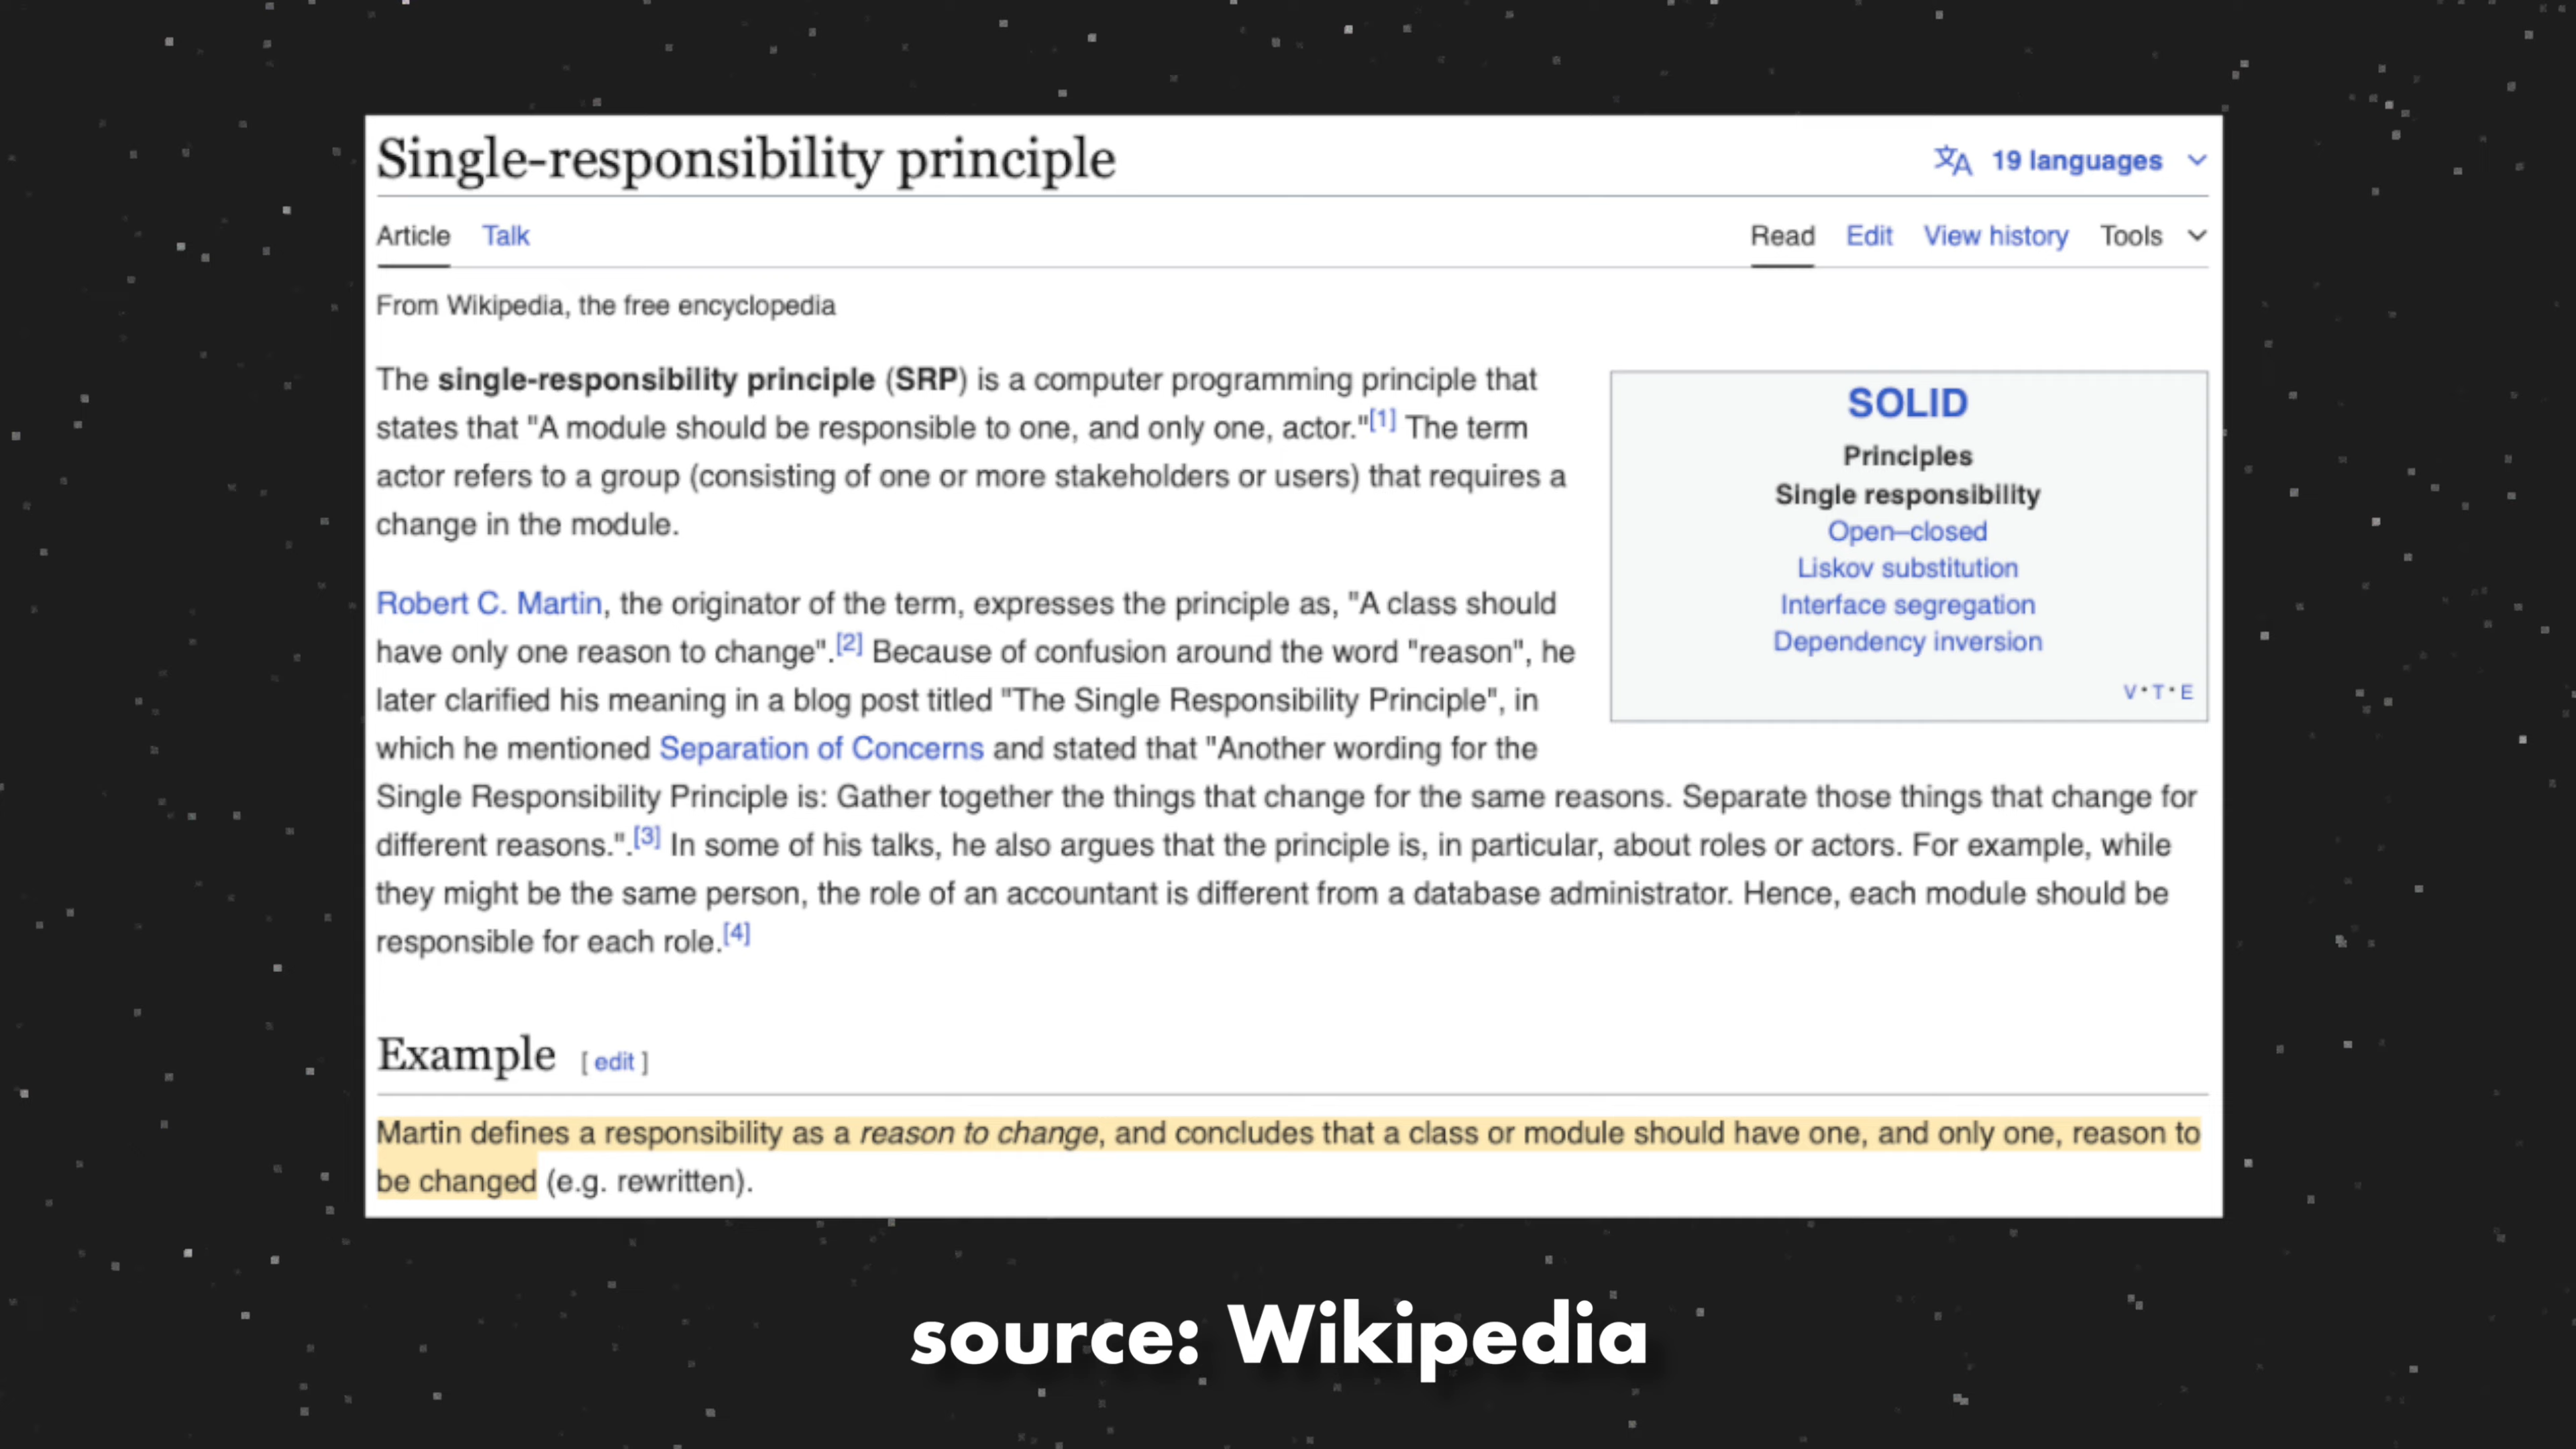 Single-responsibility principle
19 languages
Article Talk
Read Edit View history Tools
From Wikipedia, the free encyclopedia
The single-responsibility principle (SRP) is a computer programming principle that
states that "A module should be responsible to one, and only one, actor."[1] The term
actor refers to a group (consisting of one or more stakeholders or users) that requires a
change in the module.
SOLID
Principles
Single responsibility
Open–closed
Liskov substitution
Interface segregation
Dependency inversion
V·T·E
Robert C. Martin, the originator of the term, expresses the principle as, "A class should
have only one reason to change".[2] Because of confusion around the word "reason", he
later clarified his meaning in a blog post titled "The Single Responsibility Principle", in
which he mentioned Separation of Concerns and stated that "Another wording for the
Single Responsibility Principle is: Gather together the things that change for the same reasons. Separate those things that change for
different reasons.".[3] In some of his talks, he also argues that the principle is, in particular, about roles or actors. For example, while
they might be the same person, the role of an accountant is different from a database administrator. Hence, each module should be
responsible for each role.[4]
Example [ edit ]
Martin defines a responsibility as a reason to change, and concludes that a class or module should have one, and only one, reason to
be changed (e.g. rewritten).
source: Wikipedia